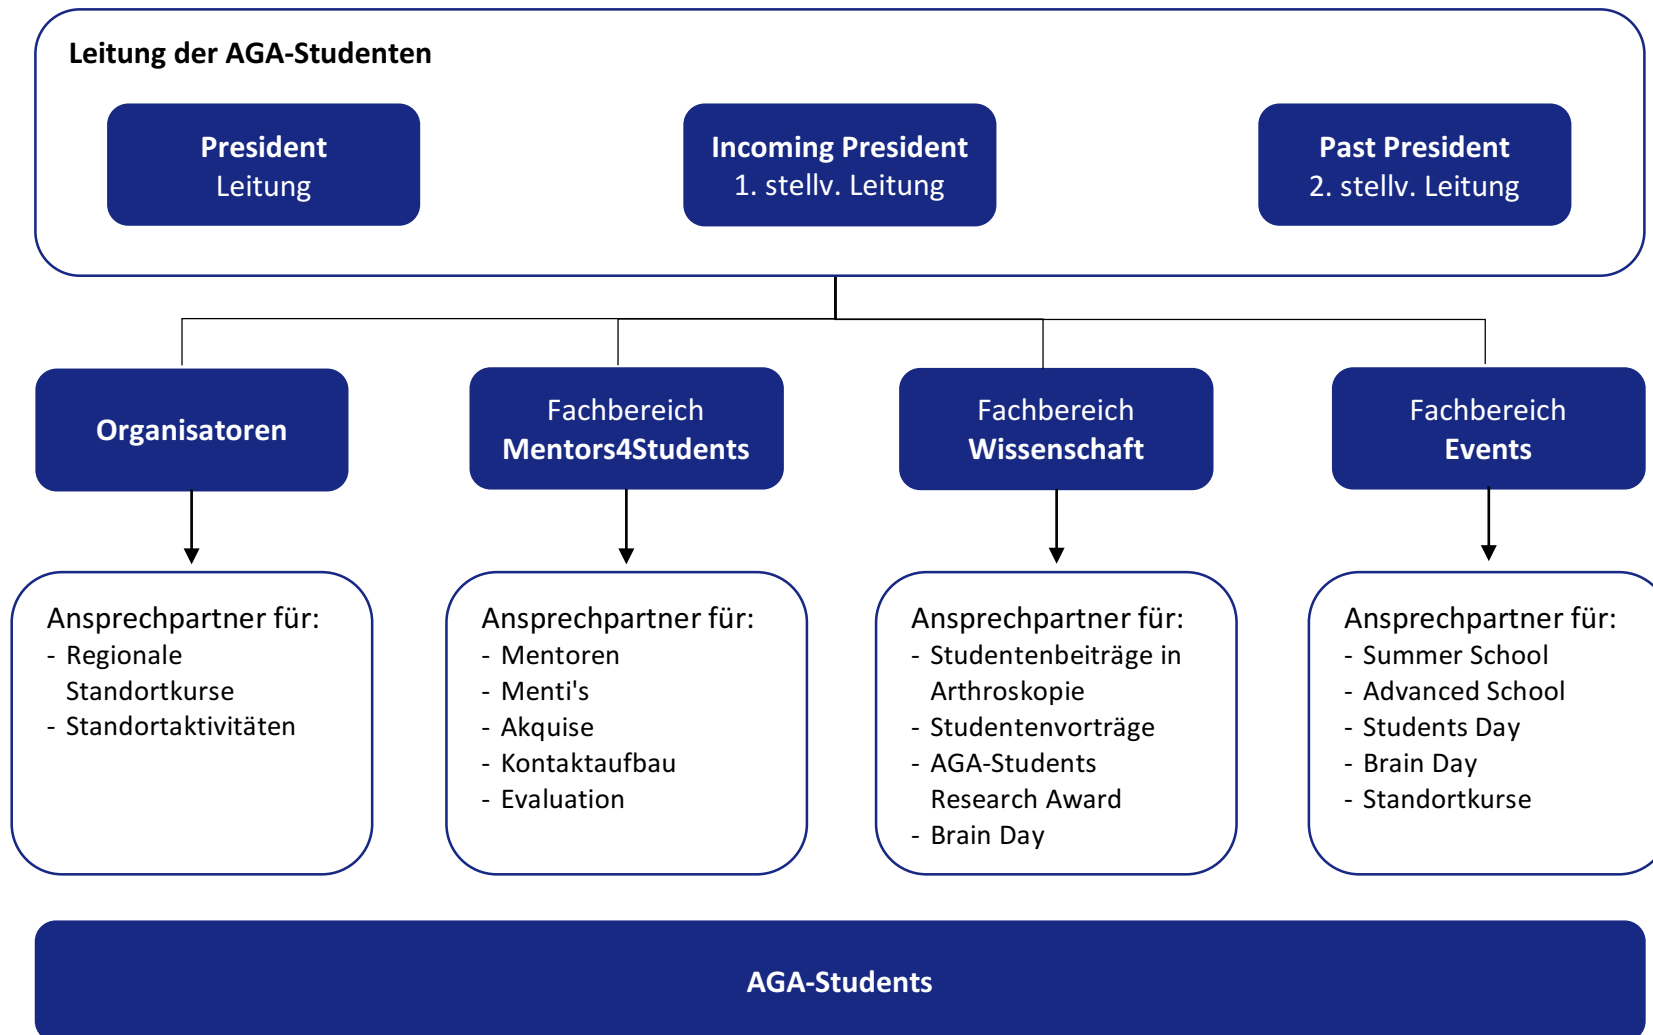 Leitung der AGA-Studenten
President
Leitung
Incoming President
1. stellv. Leitung
Past President
2. stellv. Leitung
Organisatoren
Fachbereich
Mentors4Students
Fachbereich
Wissenschaft
Fachbereich
Events
Ansprechpartner für:
- Regionale
Standortkurse
- Standortaktivitäten
Ansprechpartner für:
- Mentoren
- Menti's
- Akquise
- Kontaktaufbau
- Evaluation
Ansprechpartner für:
- Studentenbeiträge in
Arthroskopie
- Studentenvorträge
- AGA-Students
Research Award
- Brain Day
Ansprechpartner für:
- Summer School
- Advanced School
- Students Day
- Brain Day
- Standortkurse
AGA-Students